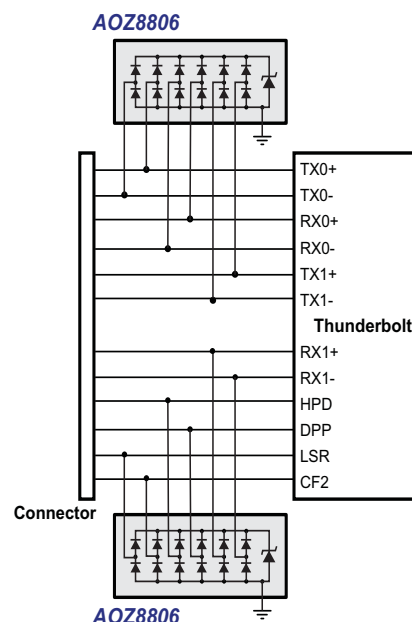 AOZ8806
TX0+
TX0-
RX0+
RX0-
TX1+
TX1-
Thunderbolt
RX1+
RX1-
HPD
DPP
LSR
CF2
Connector
AOZ8806